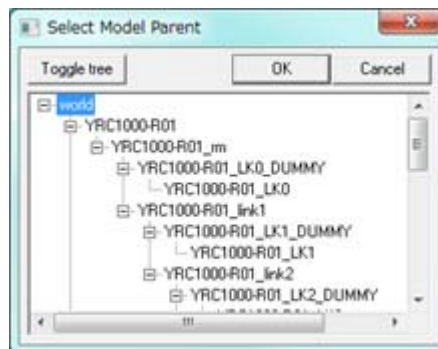 Select Model Parent
Toggle tree OK Cancel
world
YRC1000-R01
YRC1000-R01_rm
YRC1000-R01_LK0_DUMMY
YRC1000-R01_LK0
YRC1000-R01_link1
YRC1000-R01_LK1_DUMMY
YRC1000-R01_LK1
YRC1000-R01_link2
YRC1000-R01_LK2_DUMMY